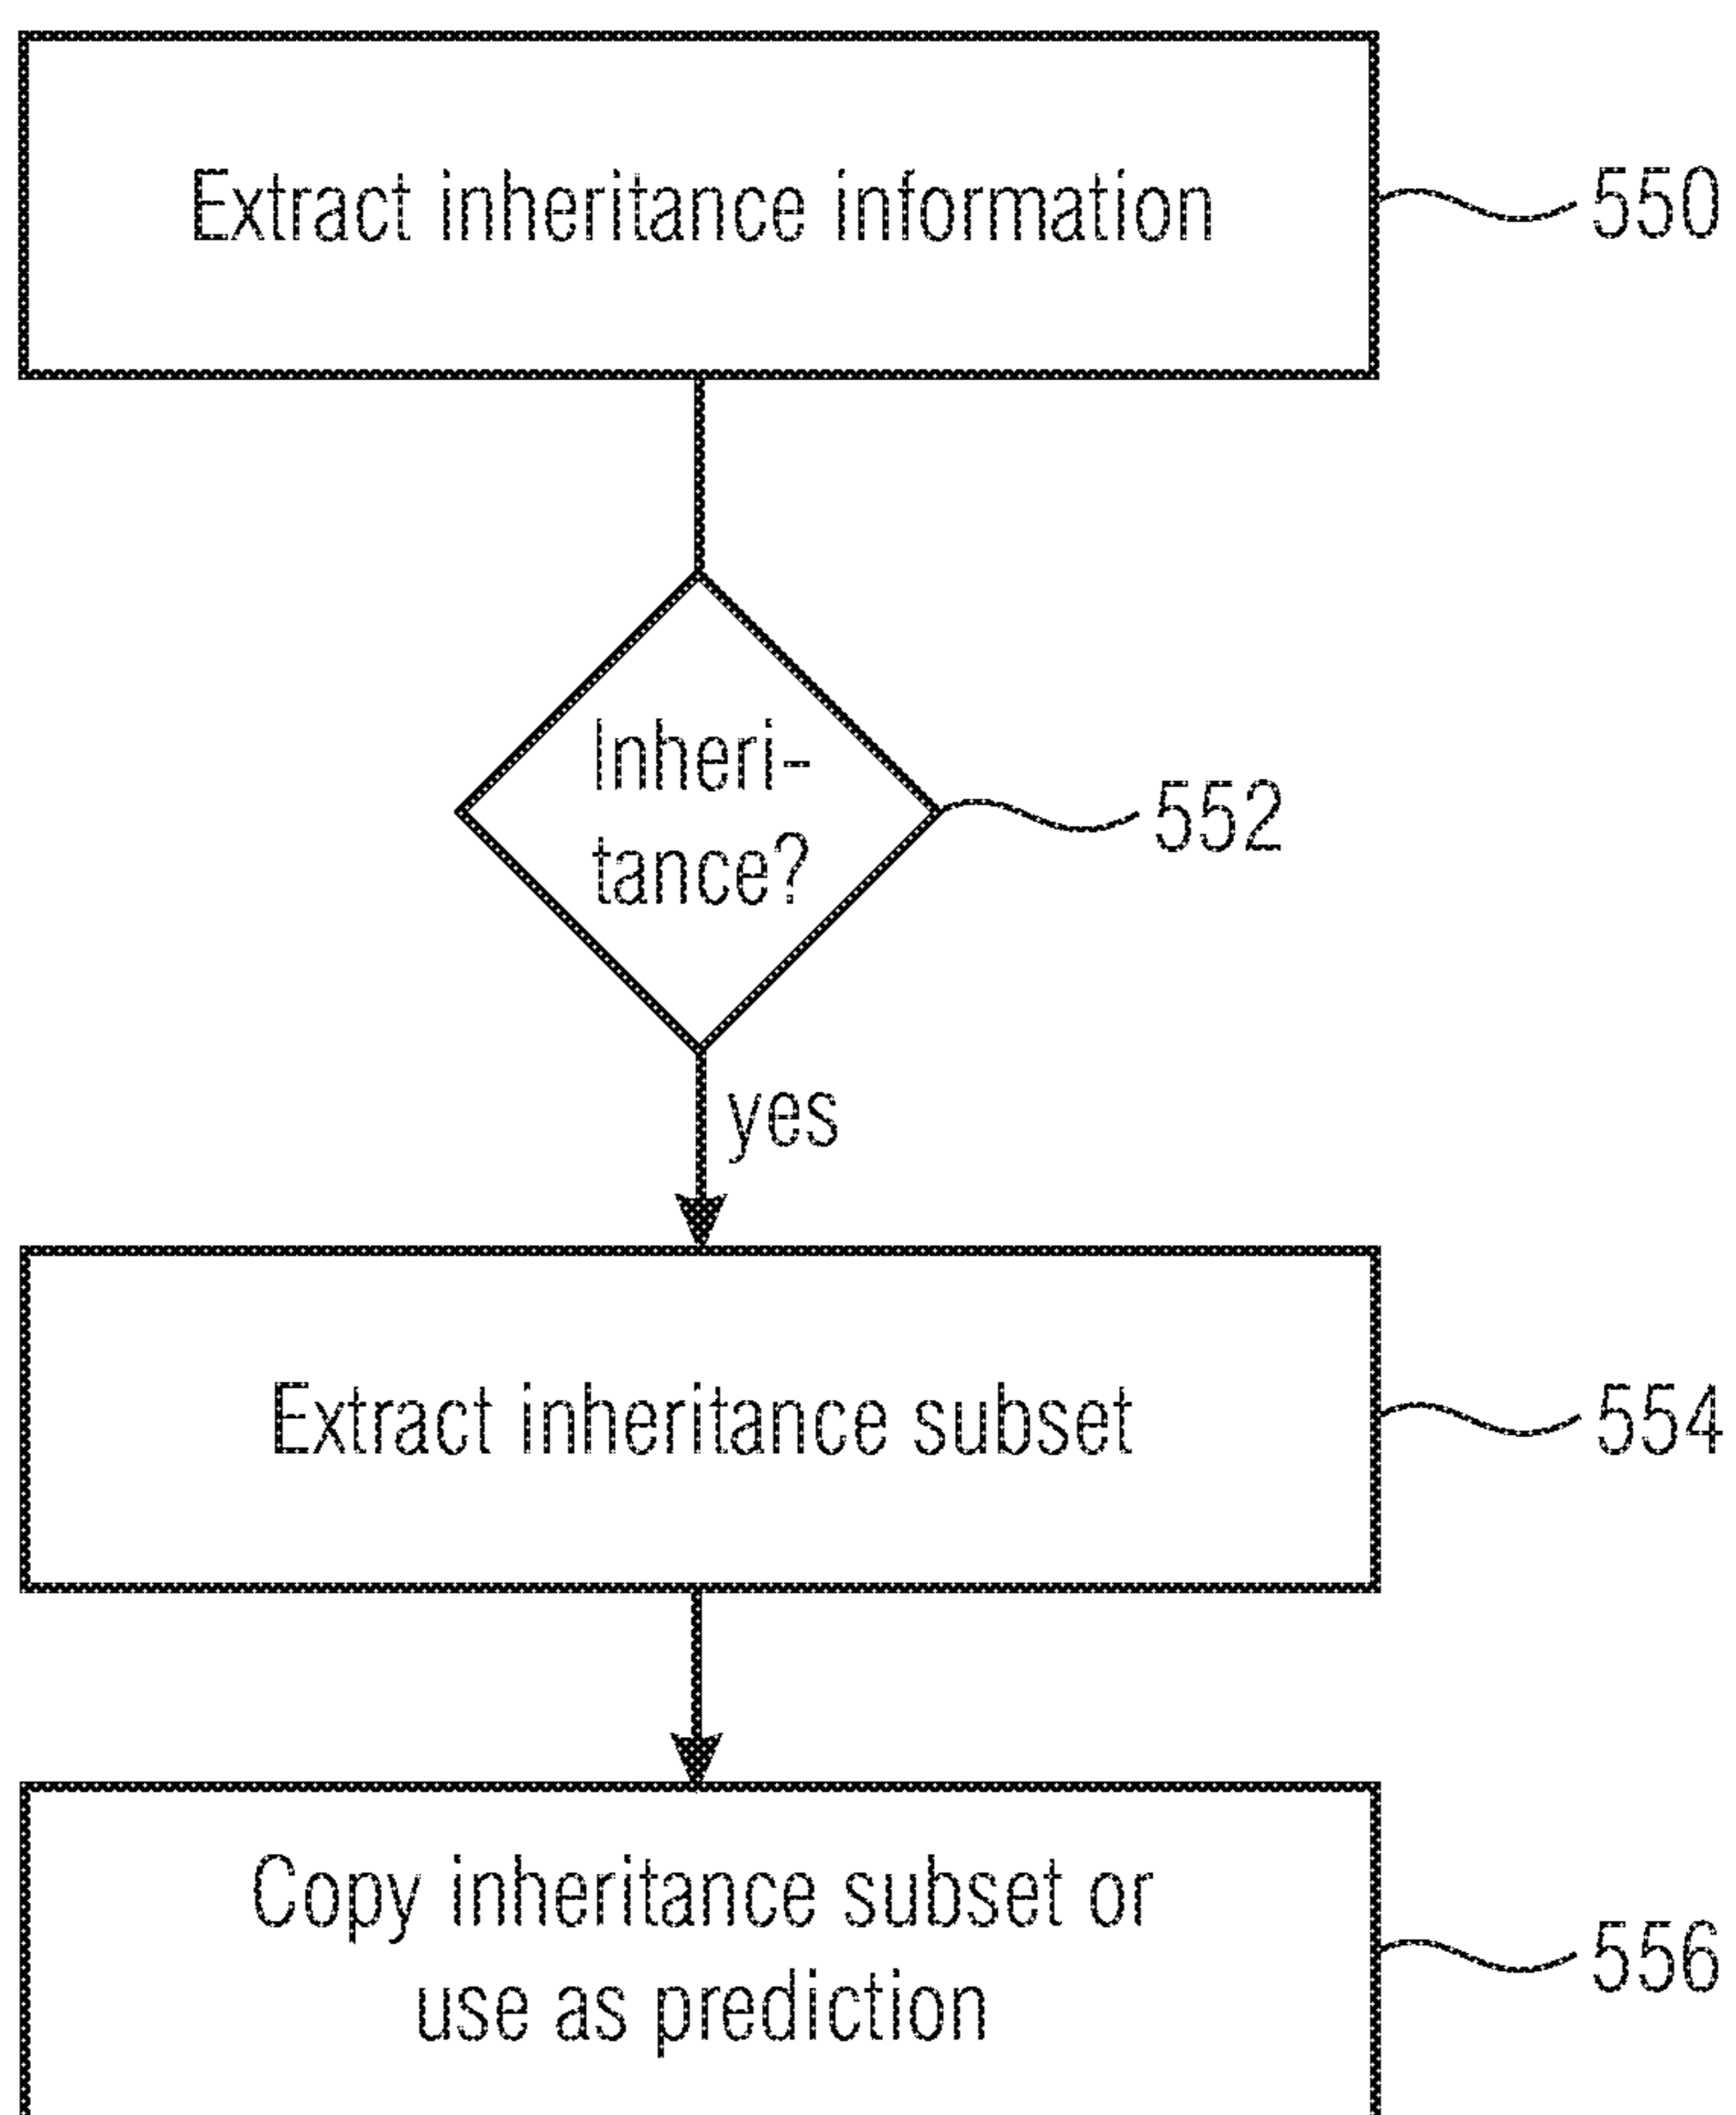 Extract inheritance information
550
Inheri-
tance?
552
yes
Extract inheritance subset
554
Copy inheritance subset or
use as prediction
556